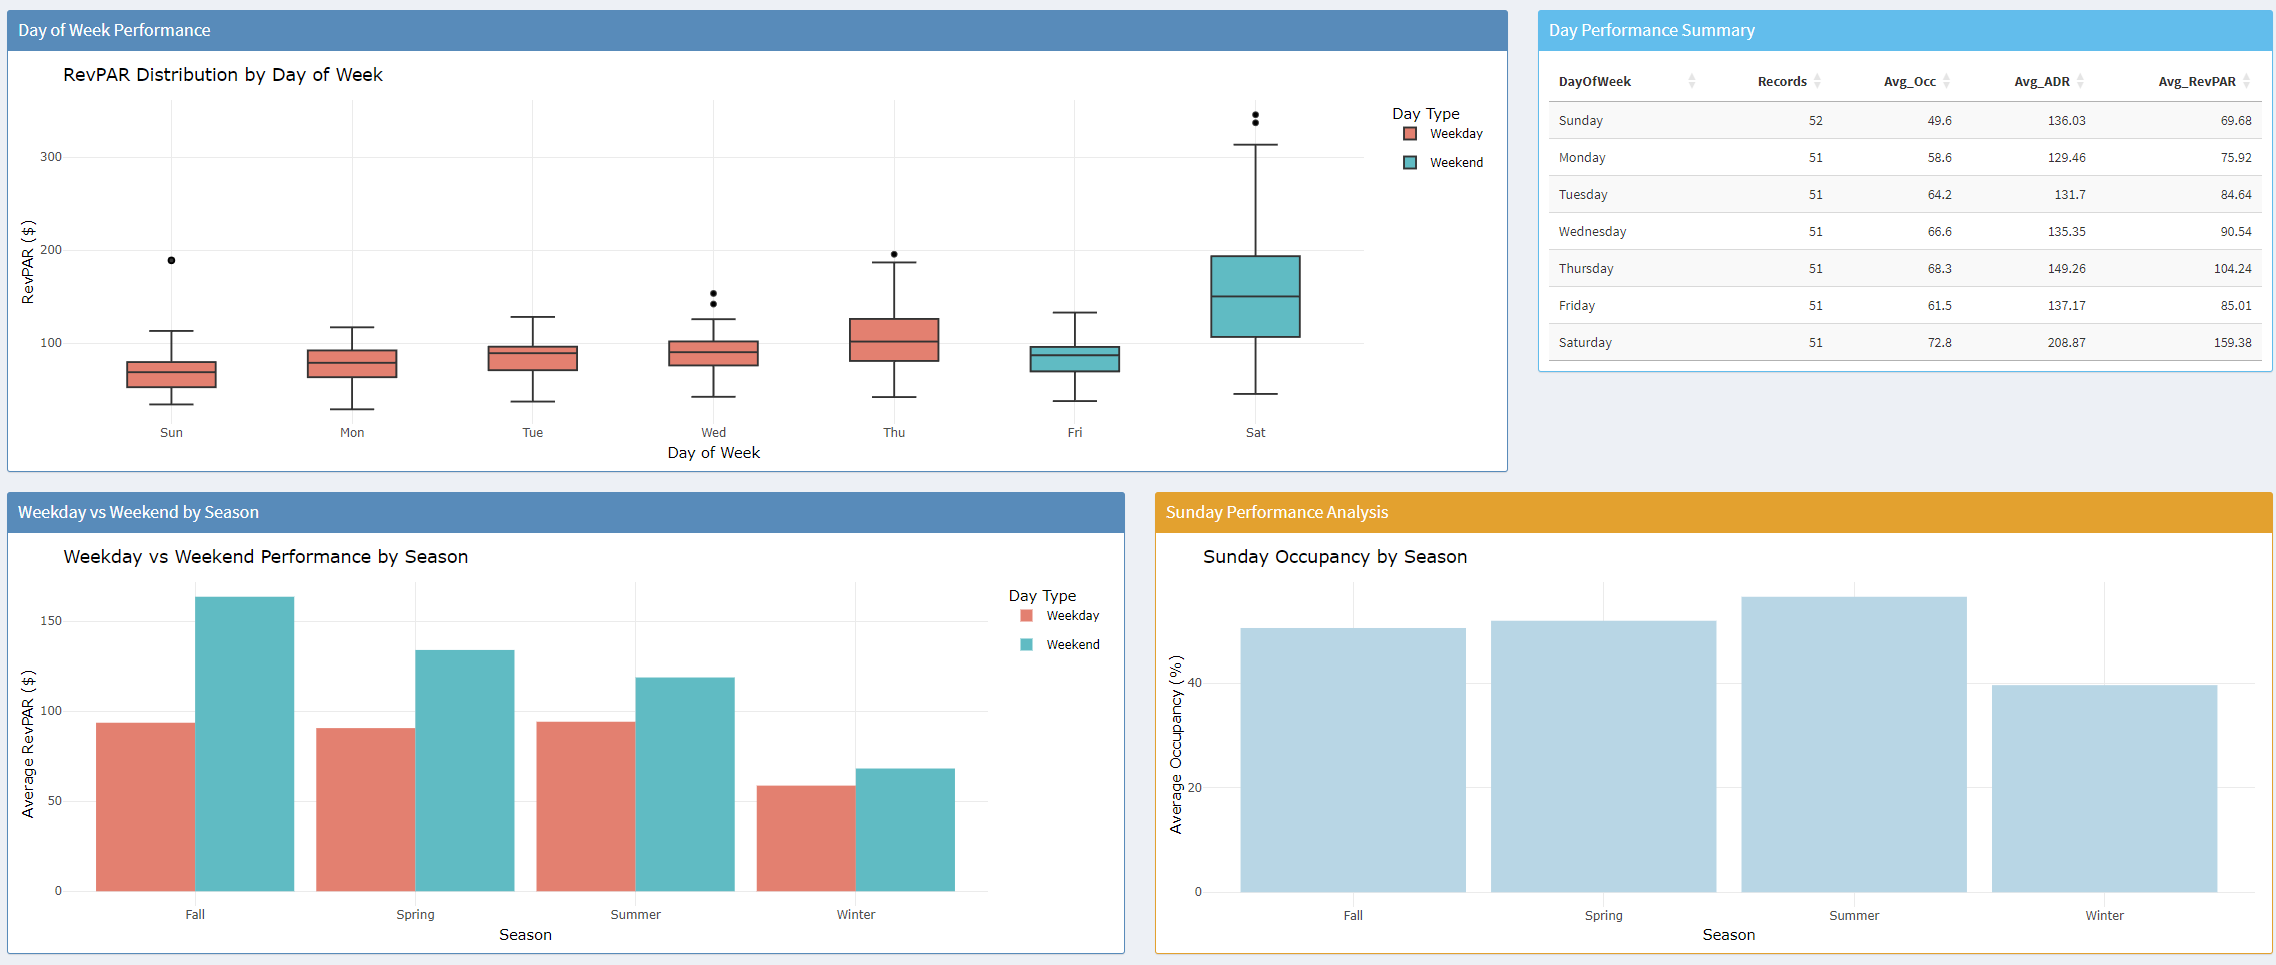 Day of Week Performance
RevPAR Distribution by Day of Week
RevPAR ($)
300
200
100
Sun Mon Tue Wed Thu Fri Sat
Day of Week
Day Type
Weekday
Weekend
Day Performance Summary
DayOfWeek Records Avg_Occ Avg_ADR Avg_RevPAR
Sunday 52 49.6 136.03 69.68
Monday 51 58.6 129.46 75.92
Tuesday 51 64.2 131.7 84.64
Wednesday 51 66.6 135.35 90.54
Thursday 51 68.3 149.26 104.24
Friday 51 61.5 137.17 85.01
Saturday 51 72.8 208.87 159.38
Weekday vs Weekend by Season
Weekday vs Weekend Performance by Season
Average RevPAR ($)
150
100
50
0
Fall Spring Summer Winter
Season
Day Type
Weekday
Weekend
Sunday Performance Analysis
Sunday Occupancy by Season
Average Occupancy (%)
40
20
0
Fall Spring Summer Winter
Season